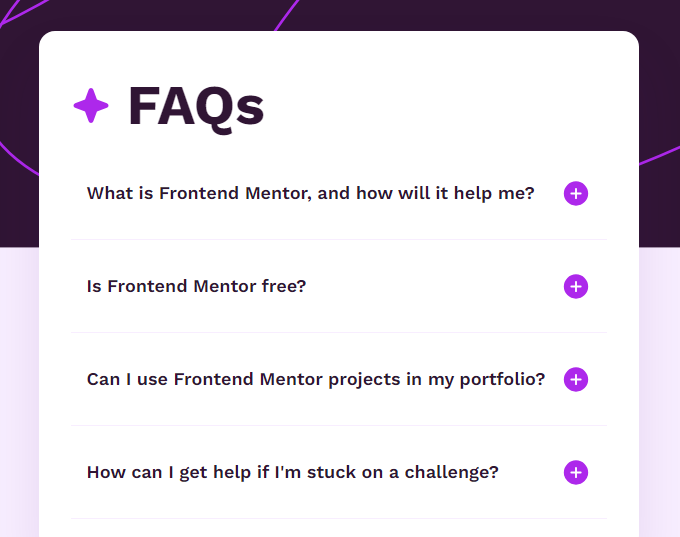 FAQs
What is Frontend Mentor, and how will it help me?
Is Frontend Mentor free?
Can I use Frontend Mentor projects in my portfolio?
How can I get help if I'm stuck on a challenge?